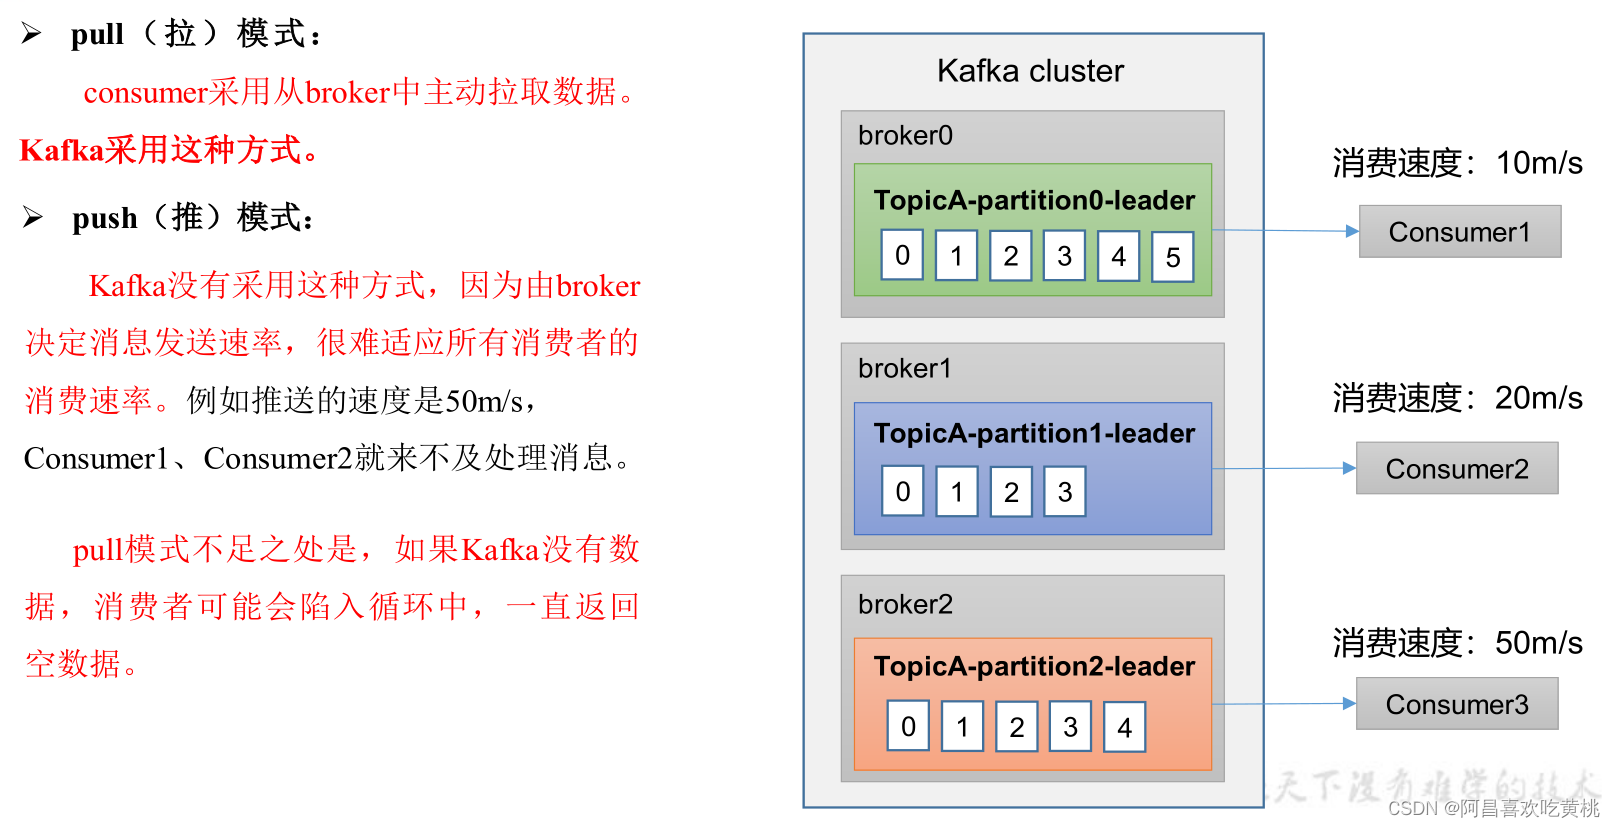 pull（拉）模式：
consumer采用从broker中主动拉取数据。
Kafka采用这种方式。
push（推）模式：
Kafka没有采用这种方式，因为由broker
决定消息发送速率，很难适应所有消费者的
消费速率。例如推送的速度是50m/s，
Consumer1、Consumer2就来不及处理消息。
pull模式不足之处是，如果Kafka没有数
据，消费者可能会陷入循环中，一直返回
空数据。
Kafka cluster
broker0
TopicA-partition0-leader
0 1 2 3 4 5
消费速度：10m/s
Consumer1
broker1
TopicA-partition1-leader
0 1 2 3
消费速度：20m/s
Consumer2
broker2
TopicA-partition2-leader
0 1 2 3 4
消费速度：50m/s
Consumer3
天下没有难学的技术
CSDN @阿昌喜欢吃黄桃